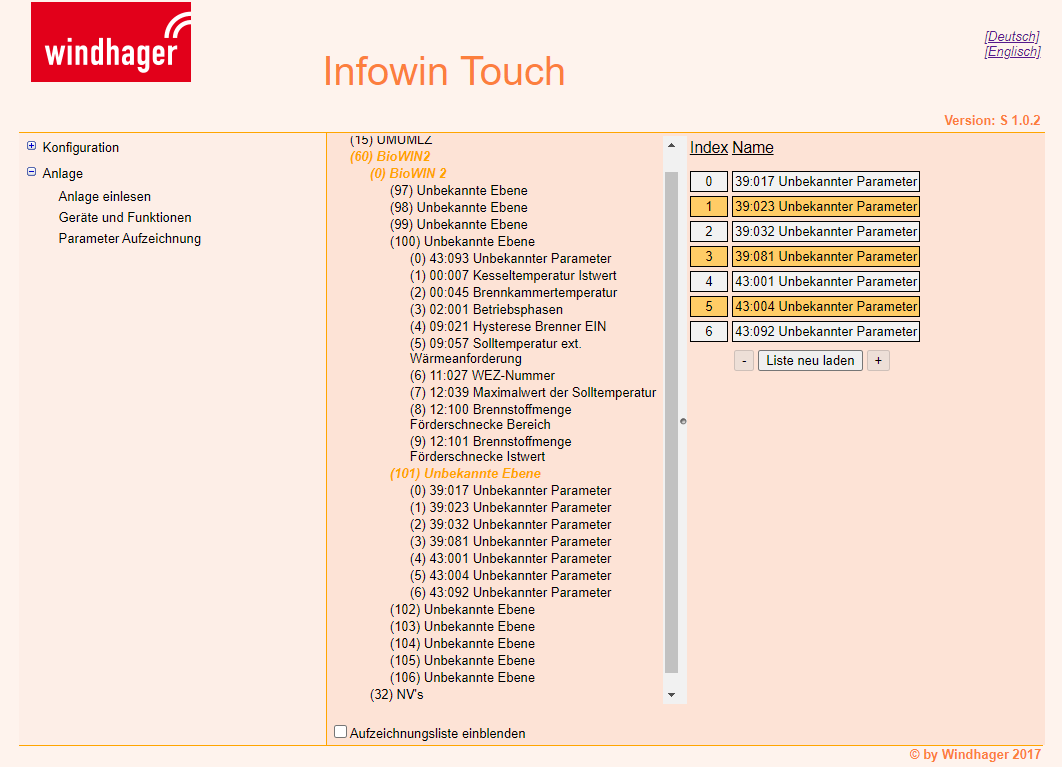 windhager
Infowin Touch
[Deutsch]
[Englisch]
Version: S 1.0.2
Konfiguration
Anlage
Anlage einlesen
Geräte und Funktionen
Parameter Aufzeichnung
(15) UMUMLZ
(60) BioWIN2
(0) BioWIN 2
(97) Unbekannte Ebene
(98) Unbekannte Ebene
(99) Unbekannte Ebene
(100) Unbekannte Ebene
(0) 43:093 Unbekannter Parameter
(1) 00:007 Kesseltemperatur Istwert
(2) 00:045 Brennkammertemperatur
(3) 02:001 Betriebsphasen
(4) 09:021 Hysterese Brenner EIN
(5) 09:057 Solltemperatur ext.
Wärmeanforderung
(6) 11:027 WEZ-Nummer
(7) 12:039 Maximalwert der Solltemperatur
(8) 12:100 Brennstoffmenge
Förderschnecke Bereich
(9) 12:101 Brennstoffmenge
Förderschnecke Istwert
(101) Unbekannte Ebene
(0) 39:017 Unbekannter Parameter
(1) 39:023 Unbekannter Parameter
(2) 39:032 Unbekannter Parameter
(3) 39:081 Unbekannter Parameter
(4) 43:001 Unbekannter Parameter
(5) 43:004 Unbekannter Parameter
(6) 43:092 Unbekannter Parameter
(102) Unbekannte Ebene
(103) Unbekannte Ebene
(104) Unbekannte Ebene
(105) Unbekannte Ebene
(106) Unbekannte Ebene
(32) NV's
Aufzeichnungsliste einblenden
Index Name
0 39:017 Unbekannter Parameter
1 39:023 Unbekannter Parameter
2 39:032 Unbekannter Parameter
3 39:081 Unbekannter Parameter
4 43:001 Unbekannter Parameter
5 43:004 Unbekannter Parameter
6 43:092 Unbekannter Parameter
- Liste neu laden +
© by Windhager 2017